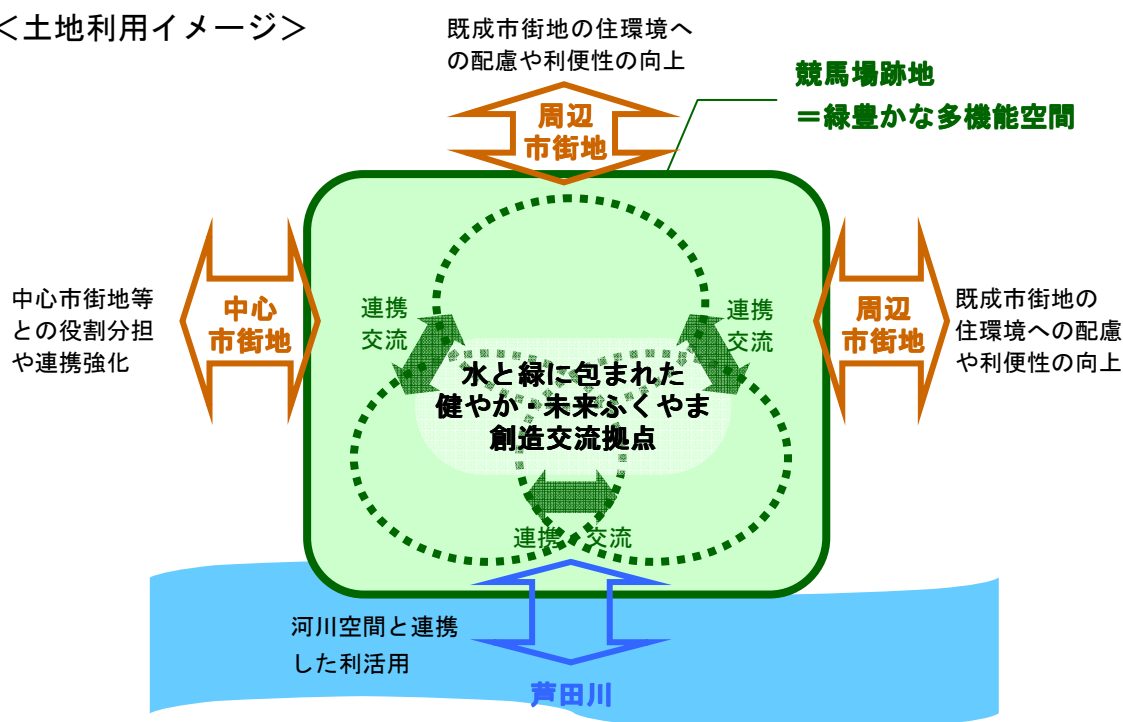 ＜土地利用イメージ＞
既成市街地の住環境へ
の配慮や利便性の向上
競馬場跡地
＝緑豊かな多機能空間
周辺
市街地
中心市街地等
との役割分担
や連携強化
中心
市街地
連携
交流
連携
交流
周辺
市街地
既成市街地の
住環境への配慮
や利便性の向上
水と緑に包まれた
健やか・未来ふくやま
創造交流拠点
連携・交流
河川空間と連携
した利活用
芦田川